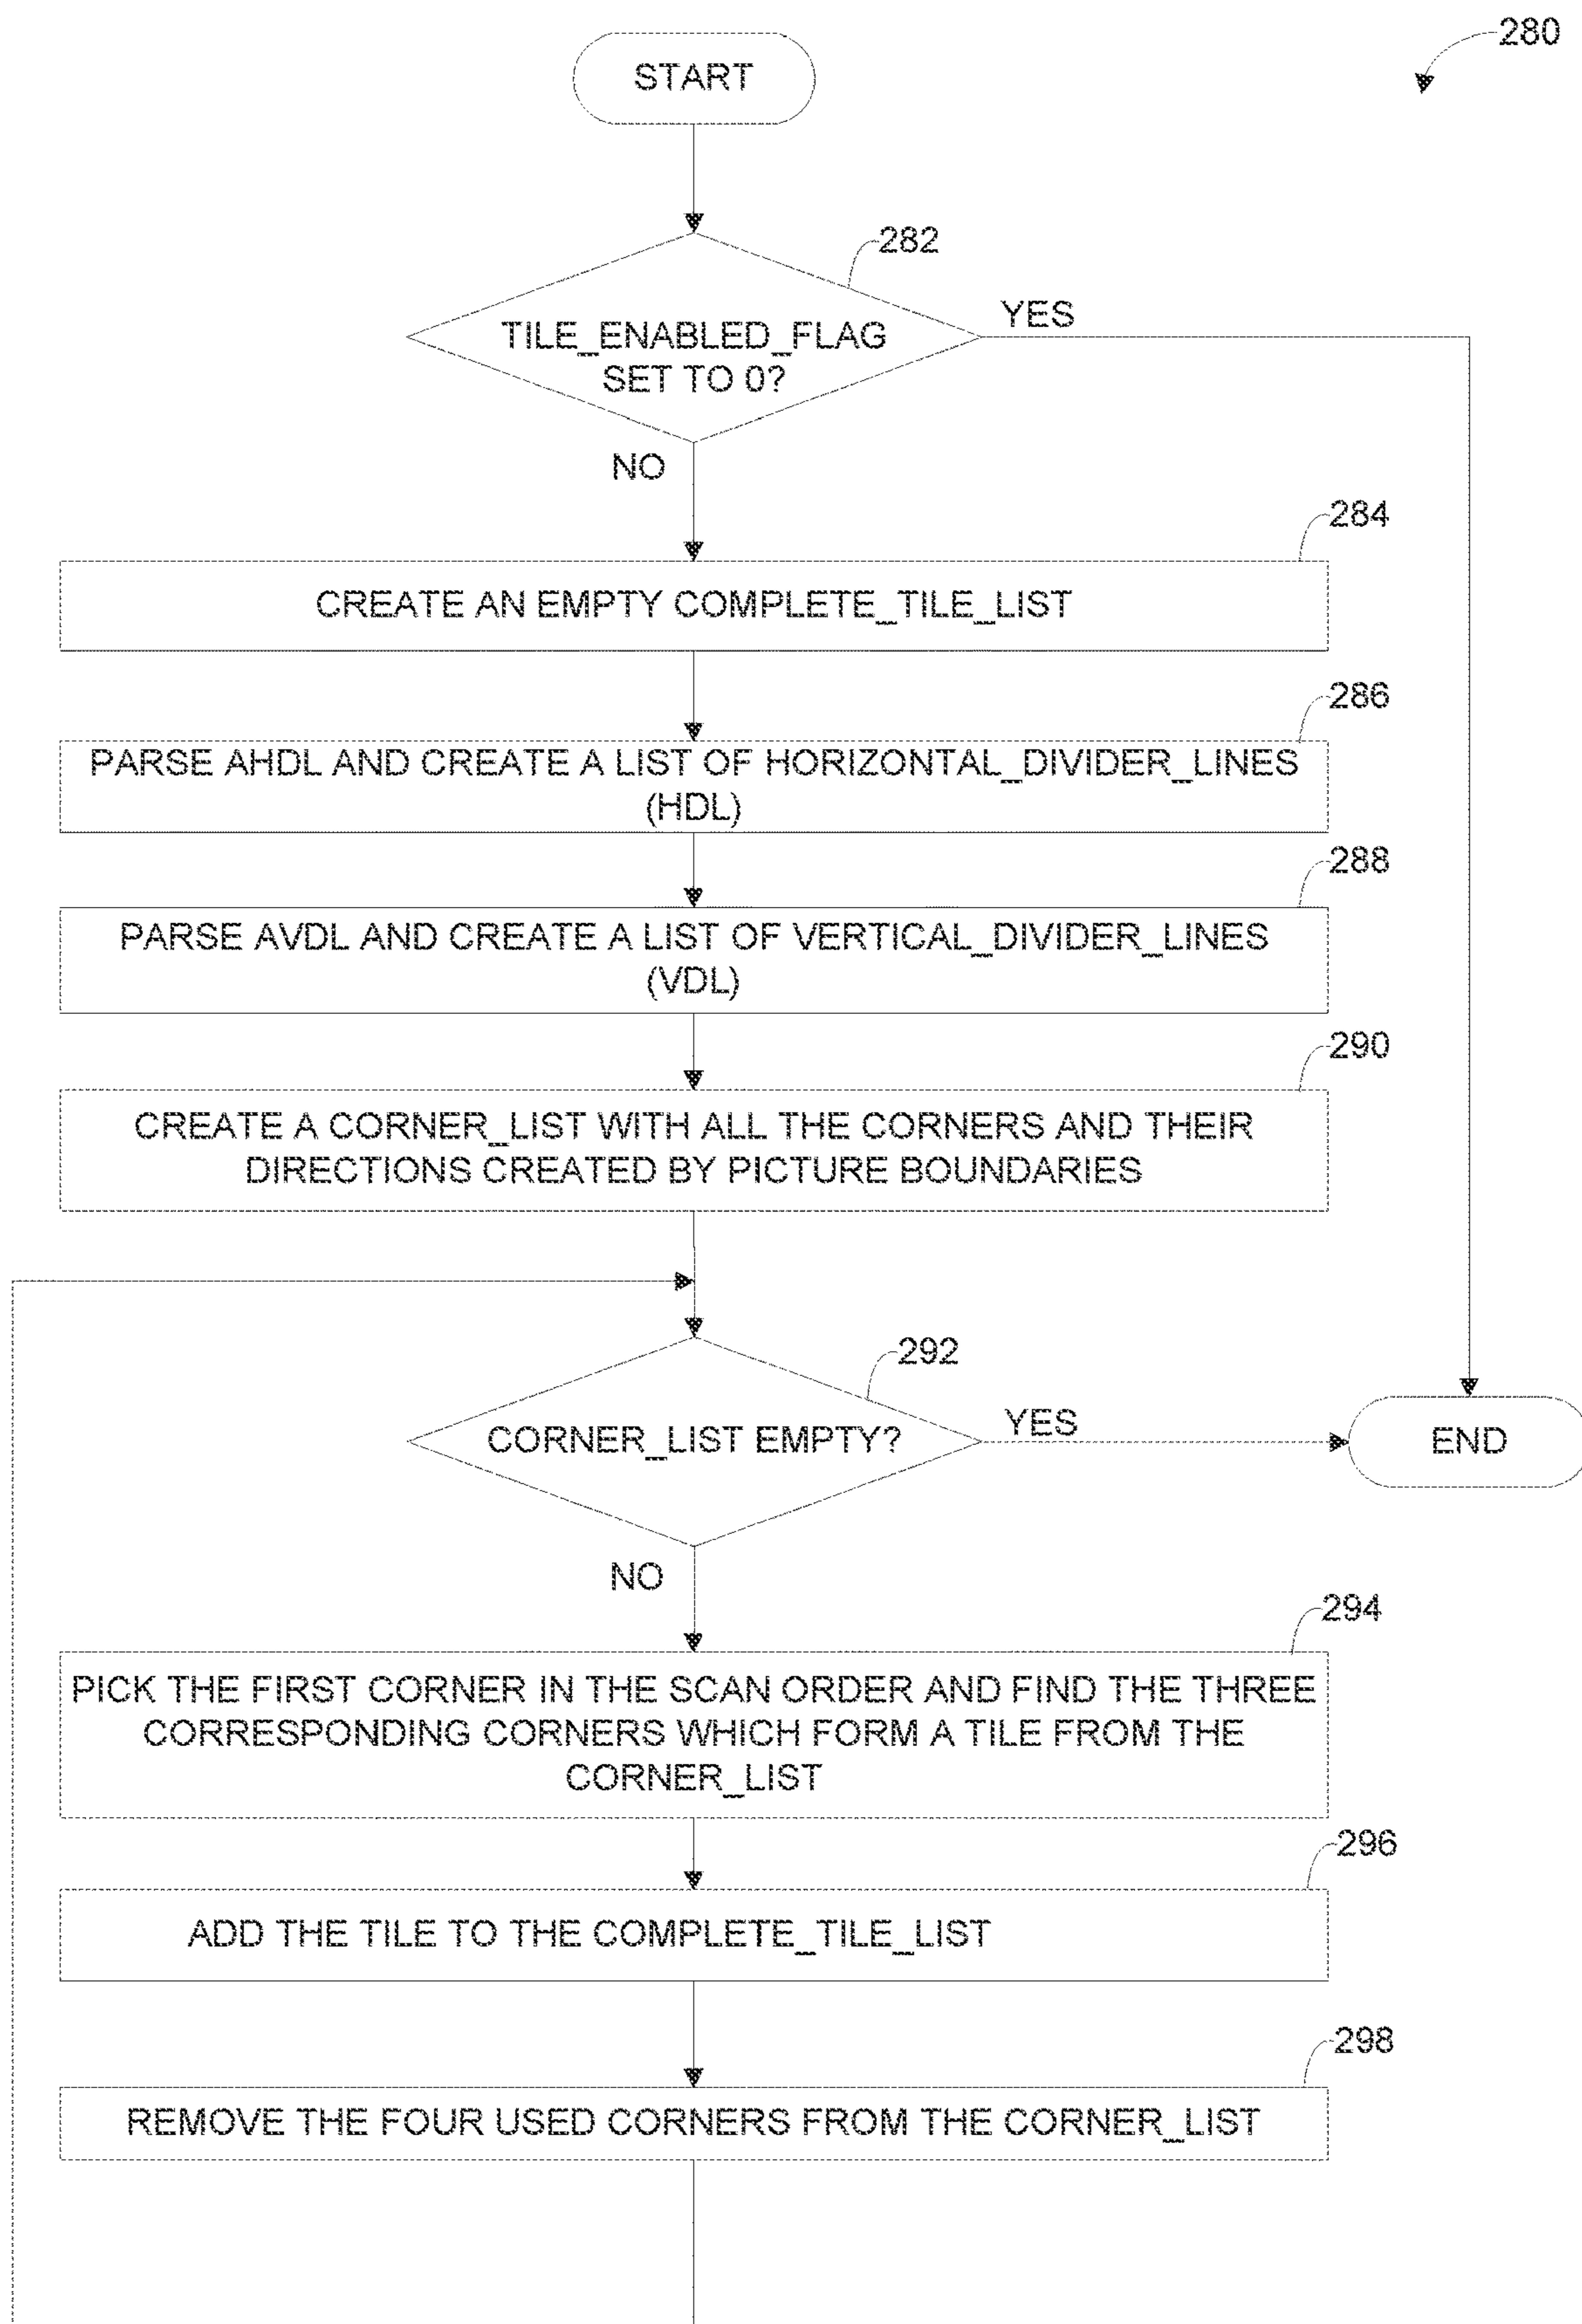 280
START
282
TILE_ENABLED_FLAG
SET TO 0?
YES
NO
284
CREATE AN EMPTY COMPLETE_TILE_LIST
286
PARSE AHDL AND CREATE A LIST OF HORIZONTAL_DIVIDER_LINES
(HDL)
288
PARSE AVDL AND CREATE A LIST OF VERTICAL_DIVIDER_LINES
(VDL)
290
CREATE A CORNER_LIST WITH ALL THE CORNERS AND THEIR
DIRECTIONS CREATED BY PICTURE BOUNDARIES
292
CORNER_LIST EMPTY?
YES
END
NO
294
PICK THE FIRST CORNER IN THE SCAN ORDER AND FIND THE THREE
CORRESPONDING CORNERS WHICH FORM A TILE FROM THE
CORNER_LIST
296
ADD THE TILE TO THE COMPLETE_TILE_LIST
298
REMOVE THE FOUR USED CORNERS FROM THE CORNER_LIST